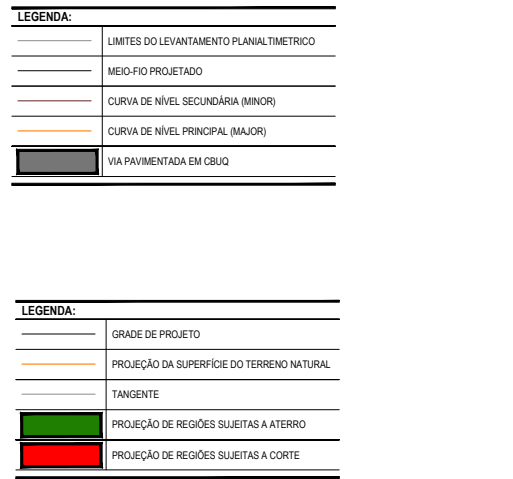 LEGENDA:
LIMITES DO LEVANTAMENTO PLANIALTIMETRICO
MEIO-FIO PROJETADO
CURVA DE NÍVEL SECUNDÁRIA (MINOR)
CURVA DE NÍVEL PRINCIPAL (MAJOR)
VIA PAVIMENTADA EM CBUQ
LEGENDA:
GRADE DE PROJETO
PROJEÇÃO DA SUPERFÍCIE DO TERRENO NATURAL
TANGENTE
PROJEÇÃO DE REGIÕES SUJEITAS A ATERRO
PROJEÇÃO DE REGIÕES SUJEITAS A CORTE